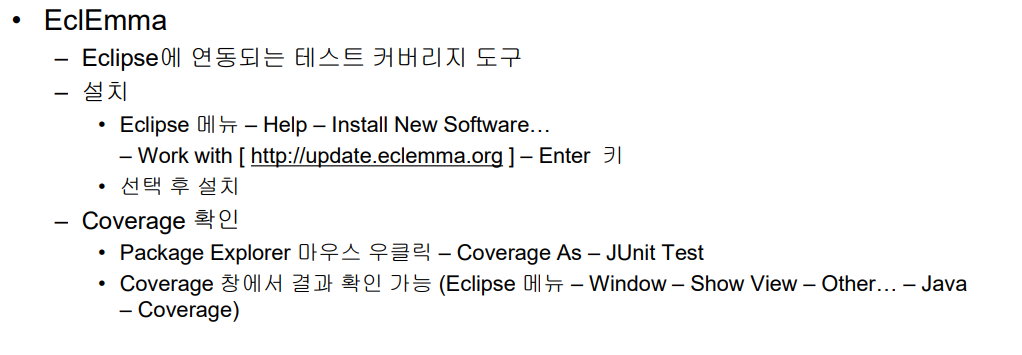 • EclEmma
– Eclipse에 연동되는 테스트 커버리지 도구
– 설치
• Eclipse 메뉴 – Help – Install New Software…
– Work with [ http://update.eclemma.org ] – Enter 키
• 선택 후 설치
– Coverage 확인
• Package Explorer 마우스 우클릭 – Coverage As – JUnit Test
• Coverage 창에서 결과 확인 가능 (Eclipse 메뉴 – Window – Show View – Other… – Java
– Coverage)